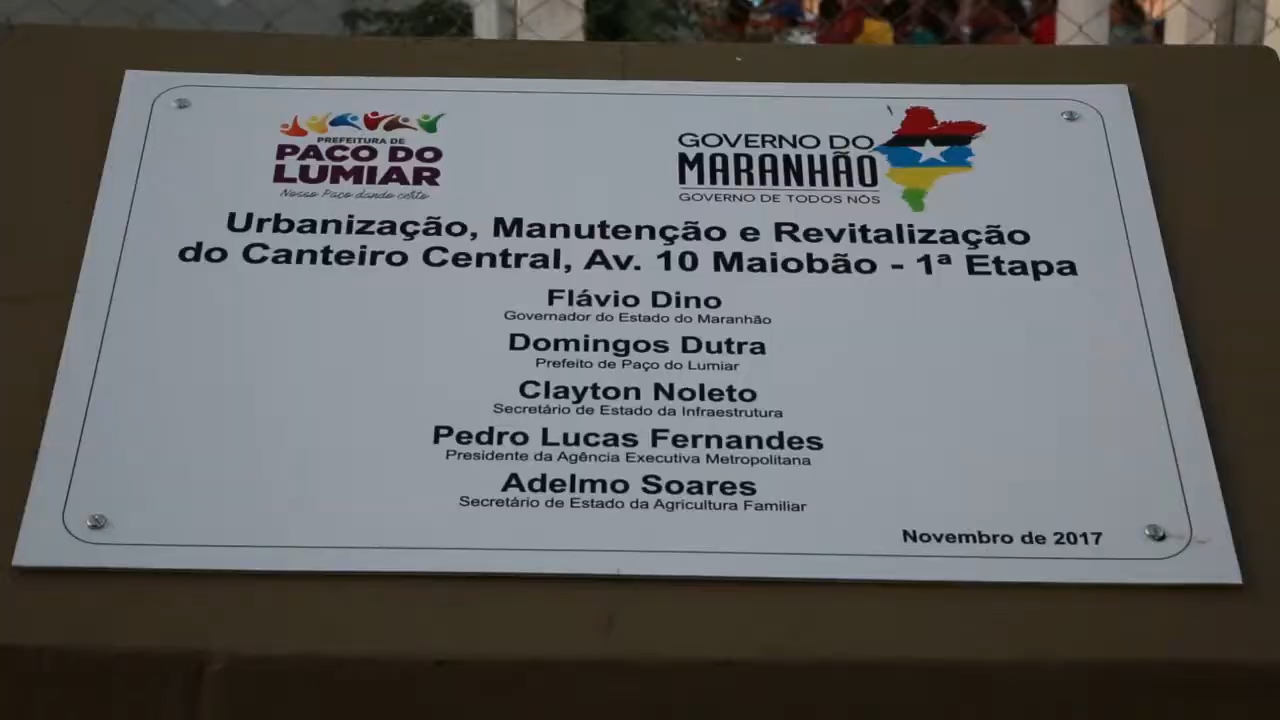 PREFEITURA DE
PAÇO DO
LUMIAR
Nosso Paço dando certo
GOVERNO DO
MARANHÃO
GOVERNO DE TODOS NÓS
Urbanização, Manutenção e Revitalização
do Canteiro Central, Av. 10 Maiobão - 1ª Etapa
Flávio Dino
Governador do Estado do Maranhão
Domingos Dutra
Prefeito de Paço do Lumiar
Clayton Noleto
Secretário de Estado da Infraestrutura
Pedro Lucas Fernandes
Presidente da Agência Executiva Metropolitana
Adelmo Soares
Secretário de Estado da Agricultura Familiar
Novembro de 2017